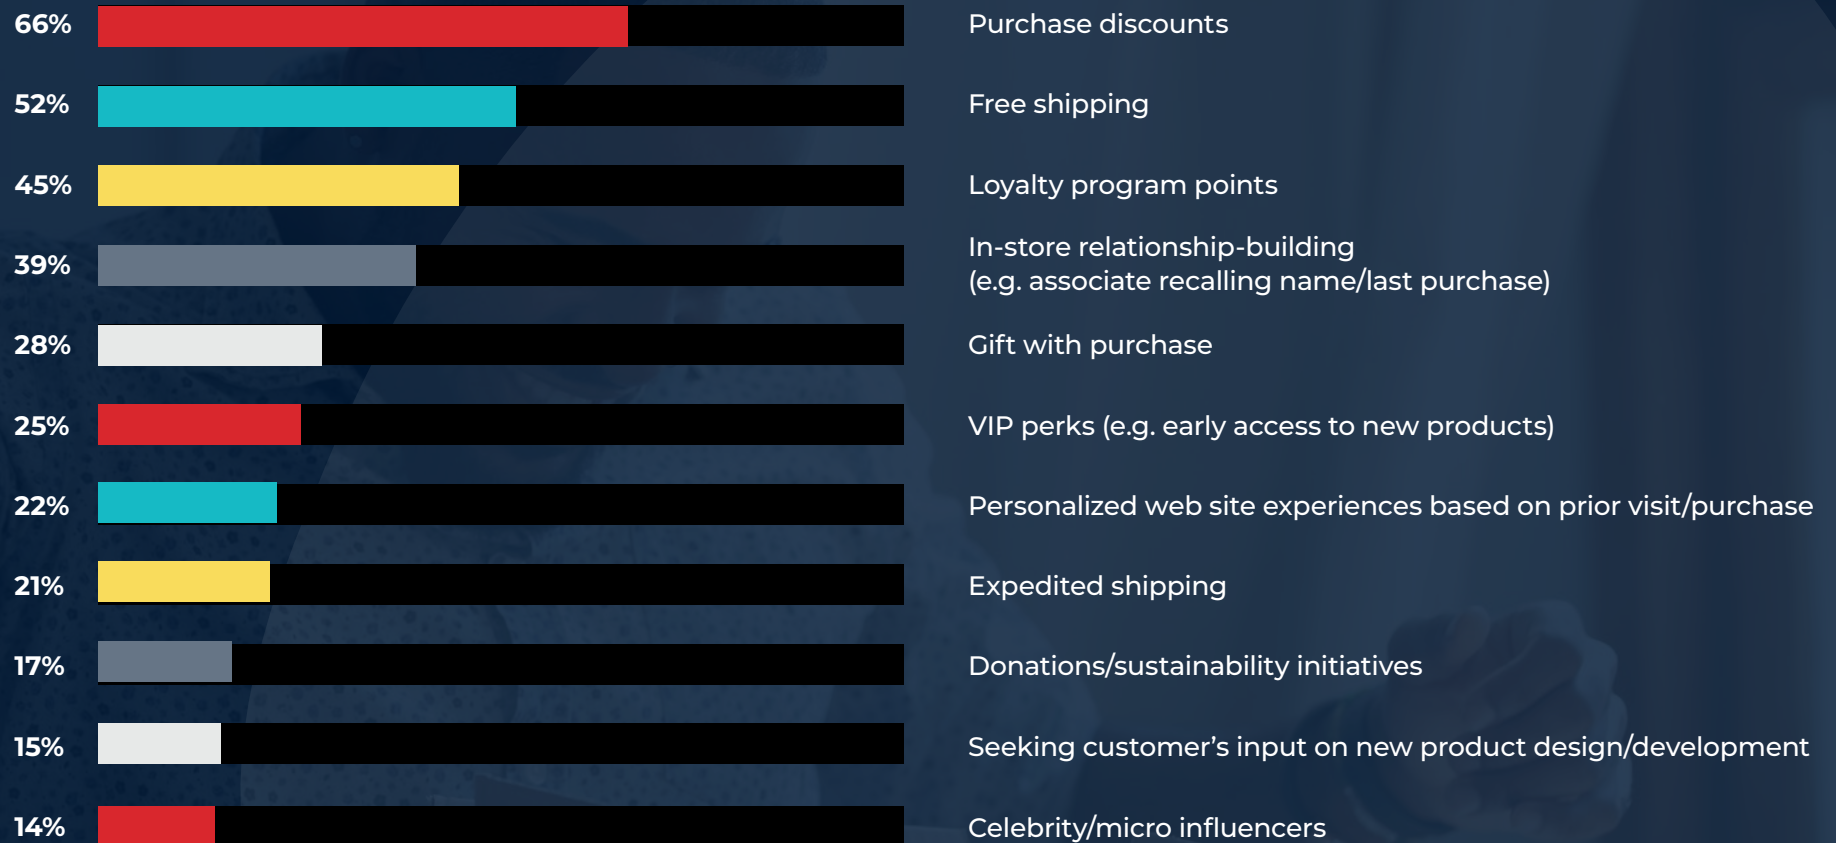 66% Purchase discounts
52% Free shipping
45% Loyalty program points
39% In-store relationship-building
(e.g. associate recalling name/last purchase)
28% Gift with purchase
25% VIP perks (e.g. early access to new products)
22% Personalized web site experiences based on prior visit/purchase
21% Expedited shipping
17% Donations/sustainability initiatives
15% Seeking customer’s input on new product design/development
14% Celebrity/micro influencers